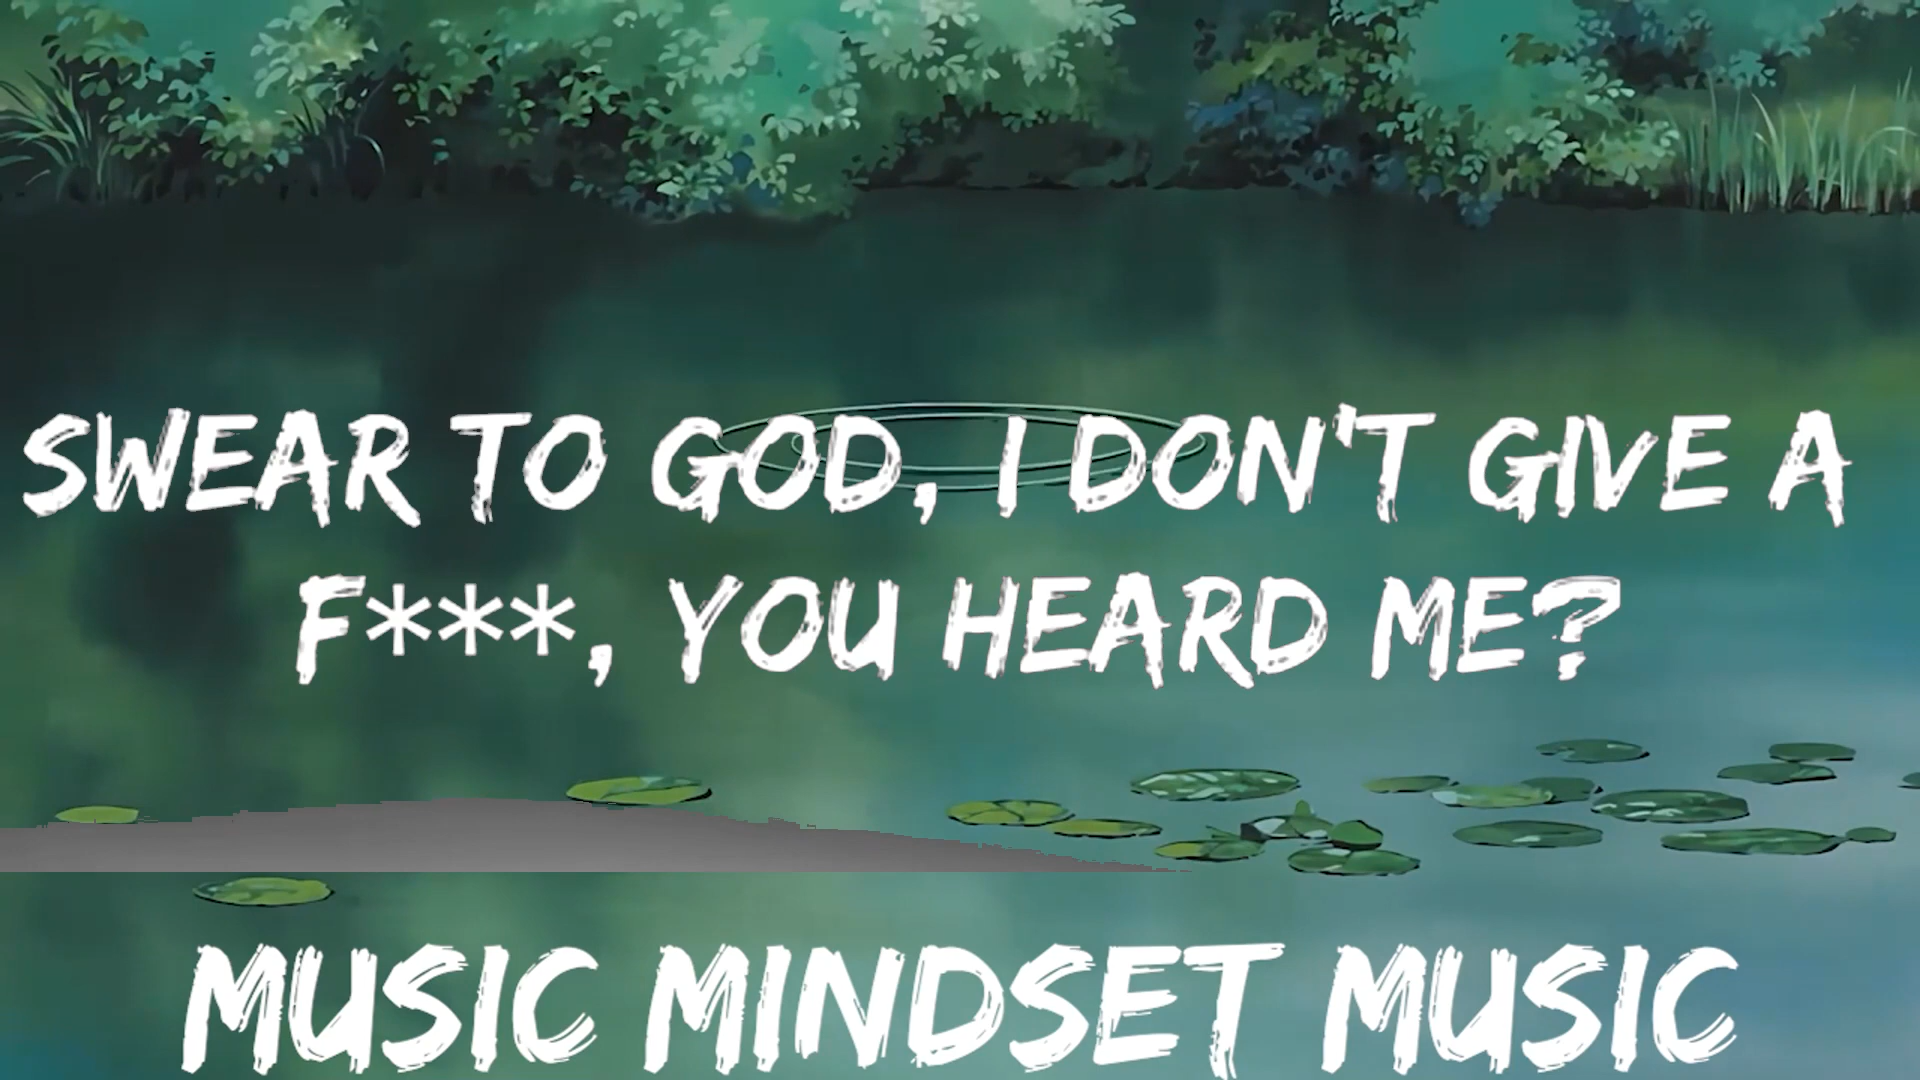 SWEAR TO GOD, I DON'T GIVE A
F***, YOU HEARD ME?
MUSIC MINDSET MUSIC